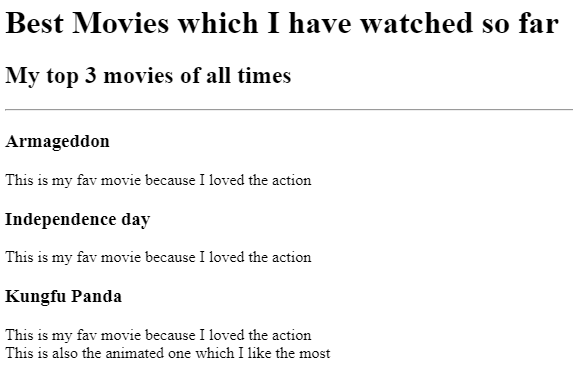 Best Movies which I have watched so far
My top 3 movies of all times
Armageddon
This is my fav movie because I loved the action
Independence day
This is my fav movie because I loved the action
Kungfu Panda
This is my fav movie because I loved the action
This is also the animated one which I like the most